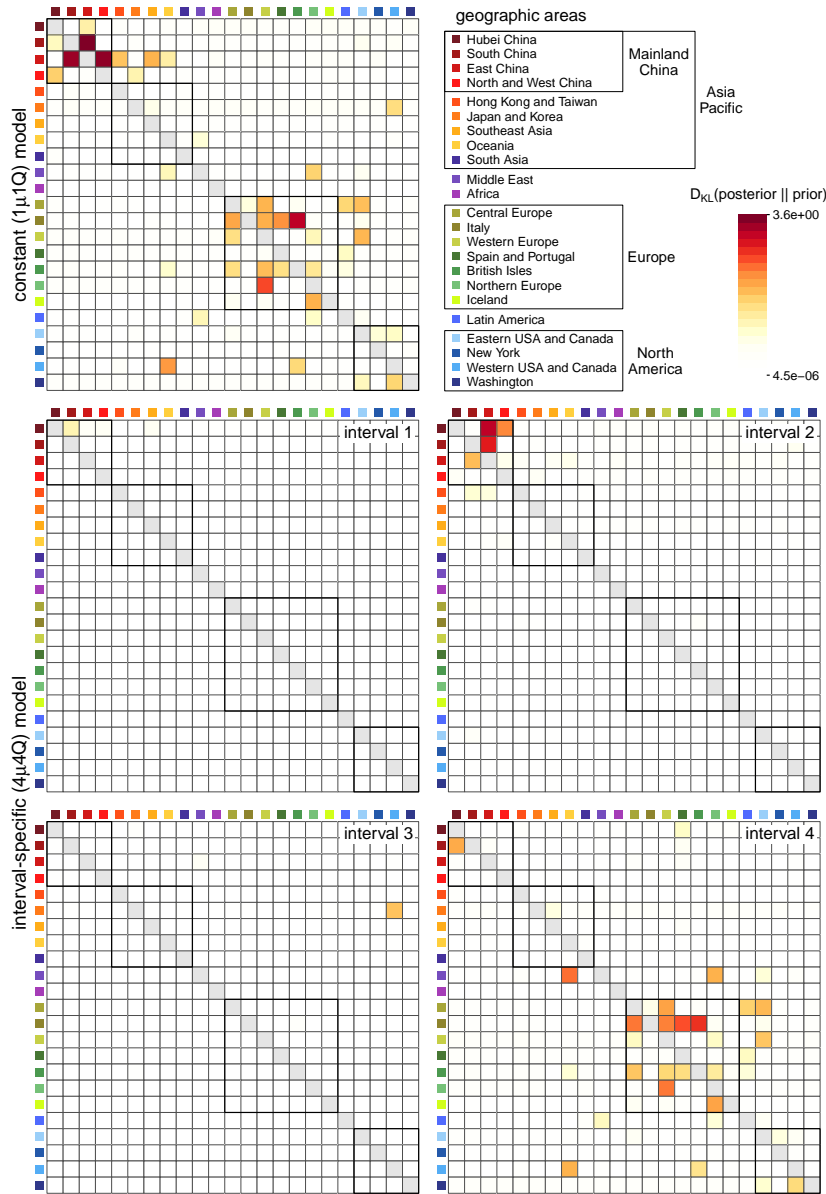 geographic areas
Hubei China
South China
East China
North and West China
Mainland
China
Hong Kong and Taiwan
Japan and Korea
Southeast Asia
Oceania
South Asia
Asia
Pacific
Middle East
Africa
Central Europe
Italy
Western Europe
Spain and Portugal
British Isles
Northern Europe
Iceland
Europe
Latin America
Eastern USA and Canada
New York
Western USA and Canada
Washington
North
America
DKL(posterior || prior)
3.6e+00
4.5e−06
constant (1μ1Q) model
interval-specific (4μ4Q) model
interval 1
interval 2
interval 3
interval 4